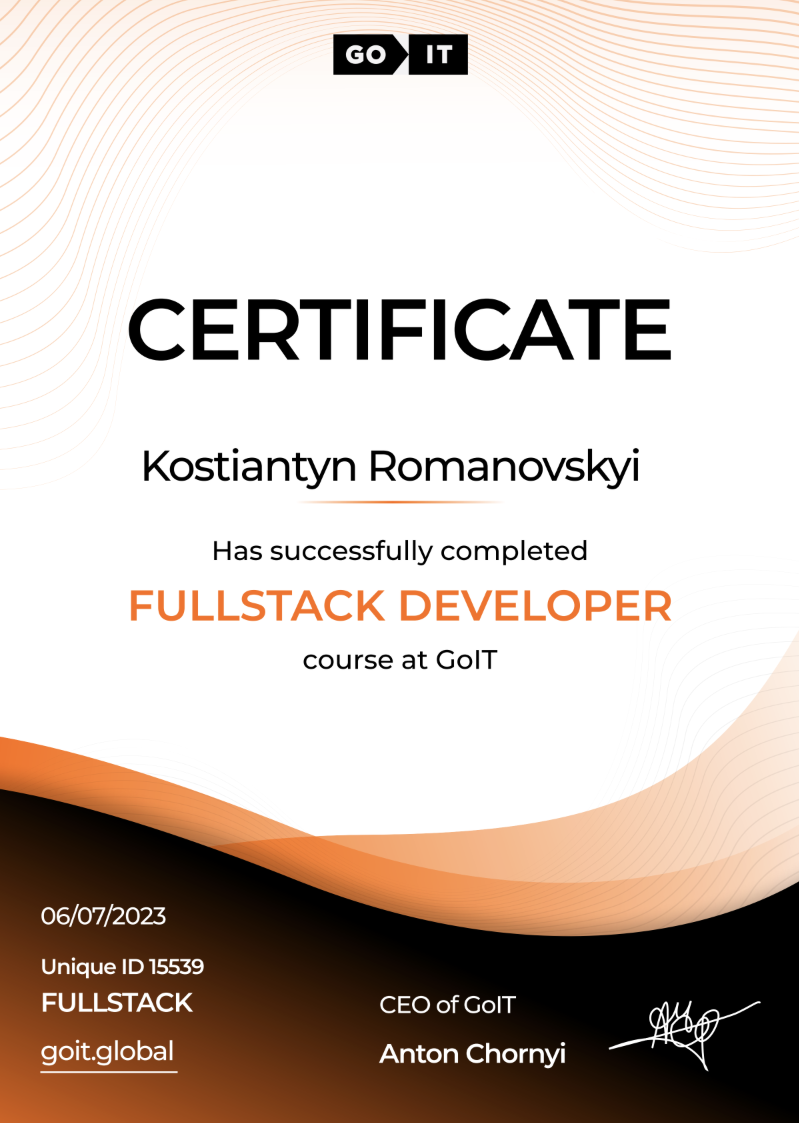 GO IT
CERTIFICATE
Kostiantyn Romanovskyi
Has successfully completed
FULLSTACK DEVELOPER
course at GoIT
06/07/2023
Unique ID 15539
FULLSTACK
goit.global
CEO of GoIT
Anton Chornyi